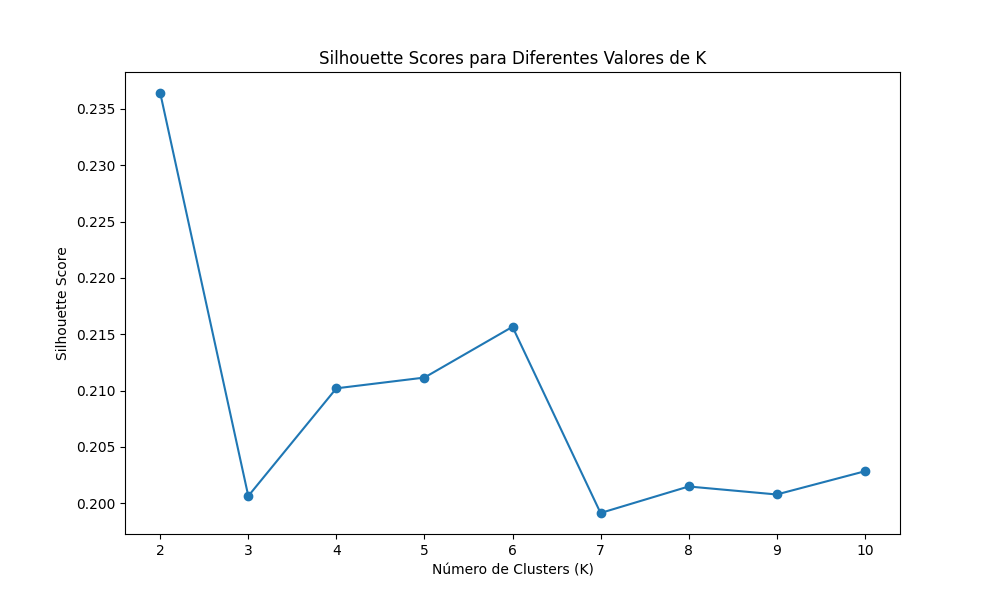 Silhouette Scores para Diferentes Valores de K
0.235
0.230
0.225
0.220
0.215
0.210
0.205
0.200
Silhouette Score
2 3 4 5 6 7 8 9 10
Número de Clusters (K)